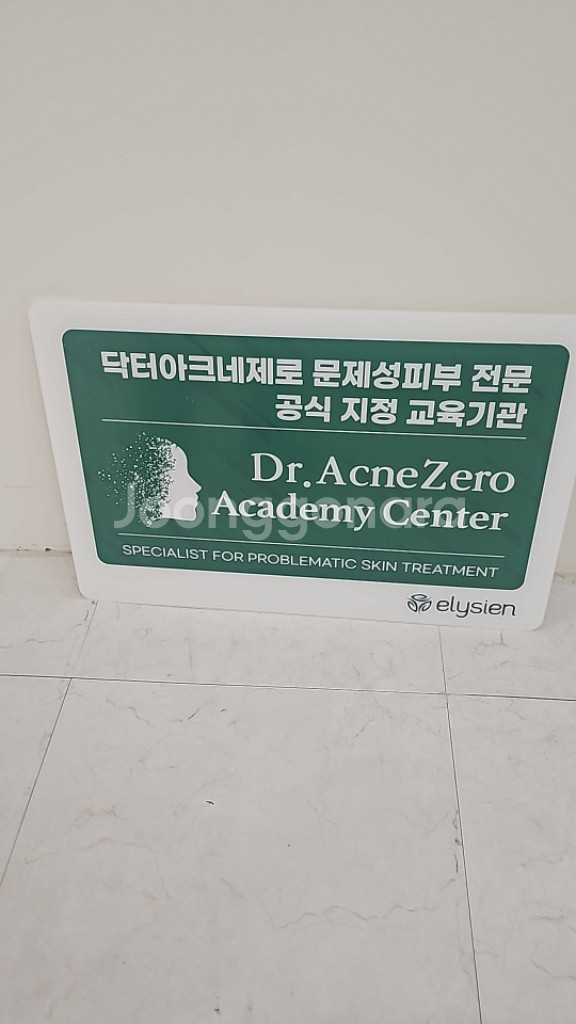 닥터아크네제로 문제성피부 전문
공식 지정 교육기관
Dr.AcneZero
Academy Center
Joonggonara
SPECIALIST FOR PROBLEMATIC SKIN TREATMENT
elysien